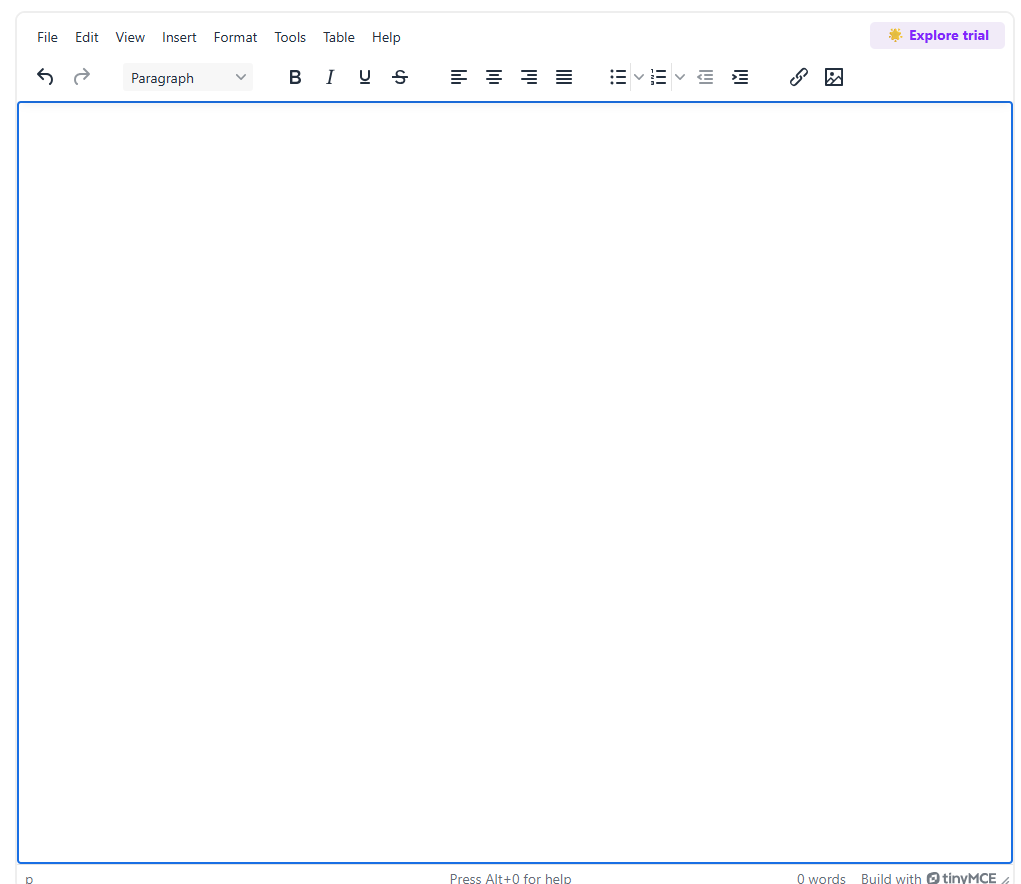 File Edit View Insert Format Tools Table Help Explore trial
Paragraph B I U S
p Press Alt+0 for help 0 words Build with tinyMCE